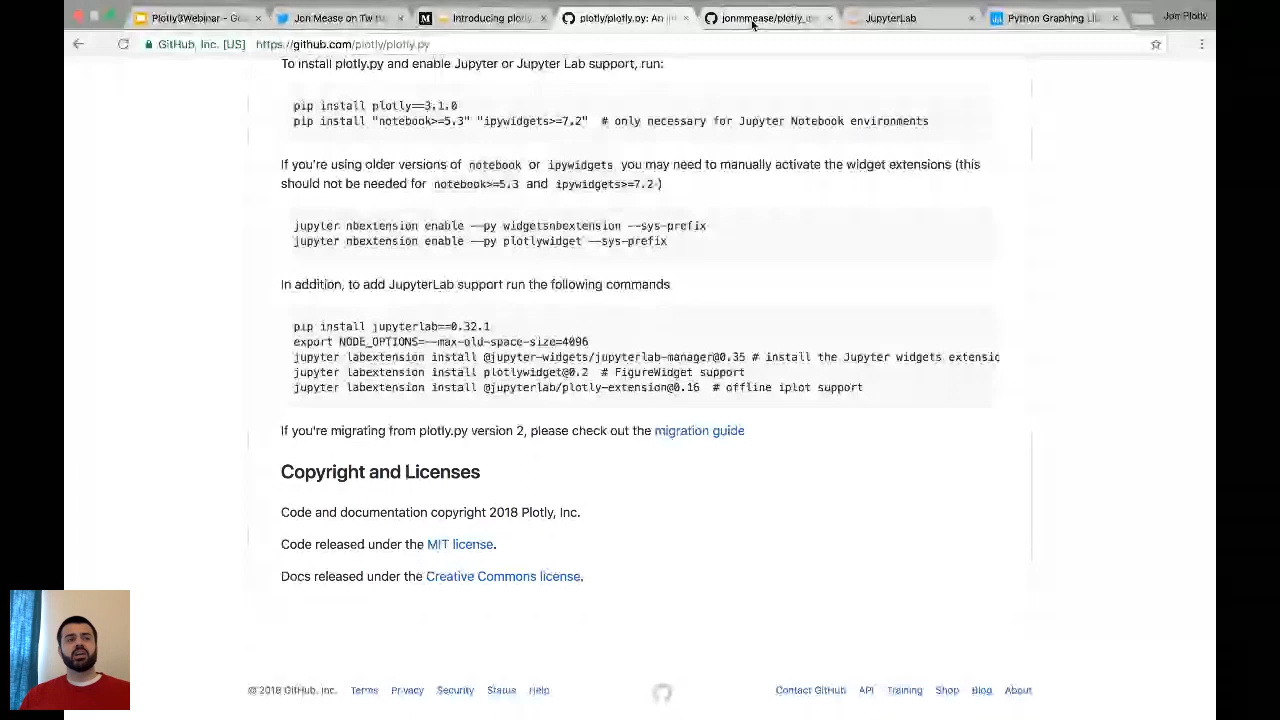 Plotly3Webinar – Goo
Jon Mease on Twitt
Introducing plotly.
plotly/plotly.py: An i
jonmmease/plotly_
JupyterLab
Python Graphing Lib
Jon Plotly
GitHub, Inc. [US]
https://github.com/plotly/plotly.py
To install plotly.py and enable Jupyter or Jupyter Lab support, run:
pip install plotly==3.1.0
pip install "notebook>=5.3" "ipywidgets>=7.2" # only necessary for Jupyter Notebook environments
If you're using older versions of notebook or ipywidgets you may need to manually activate the widget extensions (this
should not be needed for notebook>=5.3 and ipywidgets>=7.2)
jupyter nbextension enable --py widgetsnbextension --sys-prefix
jupyter nbextension enable --py plotlywidget --sys-prefix
In addition, to add JupyterLab support run the following commands
pip install jupyterlab==0.32.1
export NODE_OPTIONS=--max-old-space-size=4096
jupyter labextension install @jupyter-widgets/jupyterlab-manager@0.35 # install the Jupyter widgets extensic
jupyter labextension install plotlywidget@0.2 # FigureWidget support
jupyter labextension install @jupyterlab/plotly-extension@0.16 # offline iplot support
If you're migrating from plotly.py version 2, please check out the migration guide
Copyright and Licenses
Code and documentation copyright 2018 Plotly, Inc.
Code released under the MIT license.
Docs released under the Creative Commons license.
© 2018 GitHub, Inc. Terms Privacy Security Status Help
Contact GitHub API Training Shop Blog About